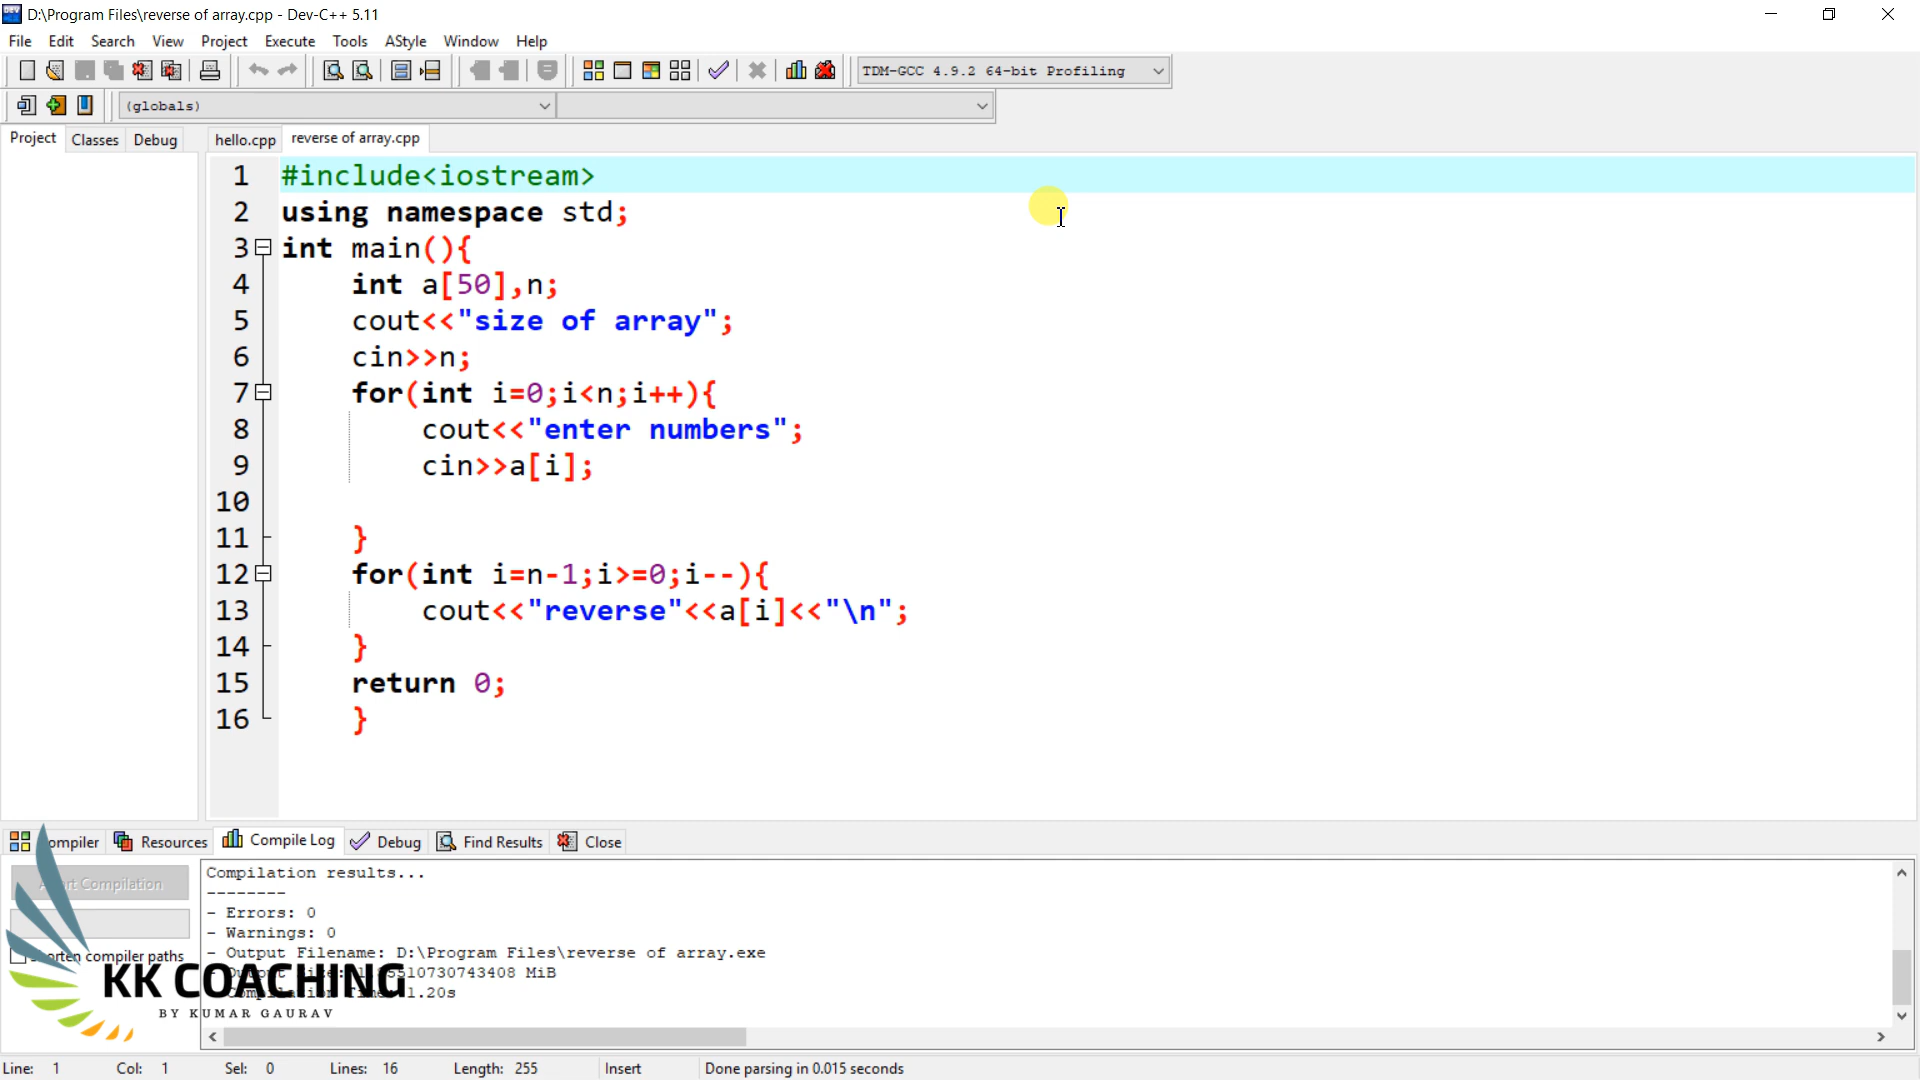 D:\Program Files\reverse of array.cpp - Dev-C++ 5.11
File Edit Search View Project Execute Tools AStyle Window Help
TDM-GCC 4.9.2 64-bit Profiling
(globals)
Project Classes Debug hello.cpp reverse of array.cpp
1 #include<iostream>
2 using namespace std;
3 int main(){
4 int a[50],n;
5 cout<<"size of array";
6 cin>>n;
7 for(int i=0;i<n;i++){
8 cout<<"enter numbers";
9 cin>>a[i];
10
11 }
12 for(int i=n-1;i>=0;i--){
13 cout<<"reverse"<<a[i]<<"\n";
14 }
15 return 0;
16 }
Resources Compile Log Debug Find Results Close
Compilation results...
--------
- Errors: 0
- Warnings: 0
- Output Filename: D:\Program Files\reverse of array.exe
MiB
1.20s
Compilation
compiler paths
KK COACHING
BY KUMAR GAURAV
Line: 1 Col: 1 Sel: 0 Lines: 16 Length: 255 Insert Done parsing in 0.015 seconds